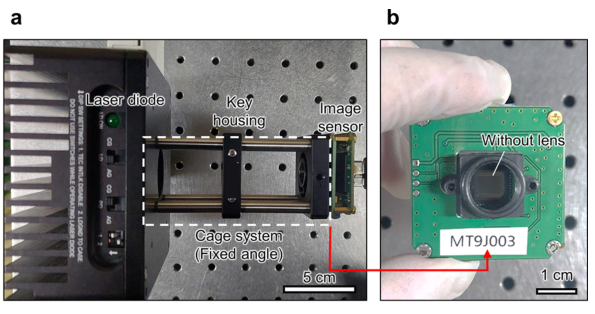 a
b
Laser diode
Key
housing
Image
sensor
Cage system
(Fixed angle)
5 cm
Without lens
MT9J003
1 cm